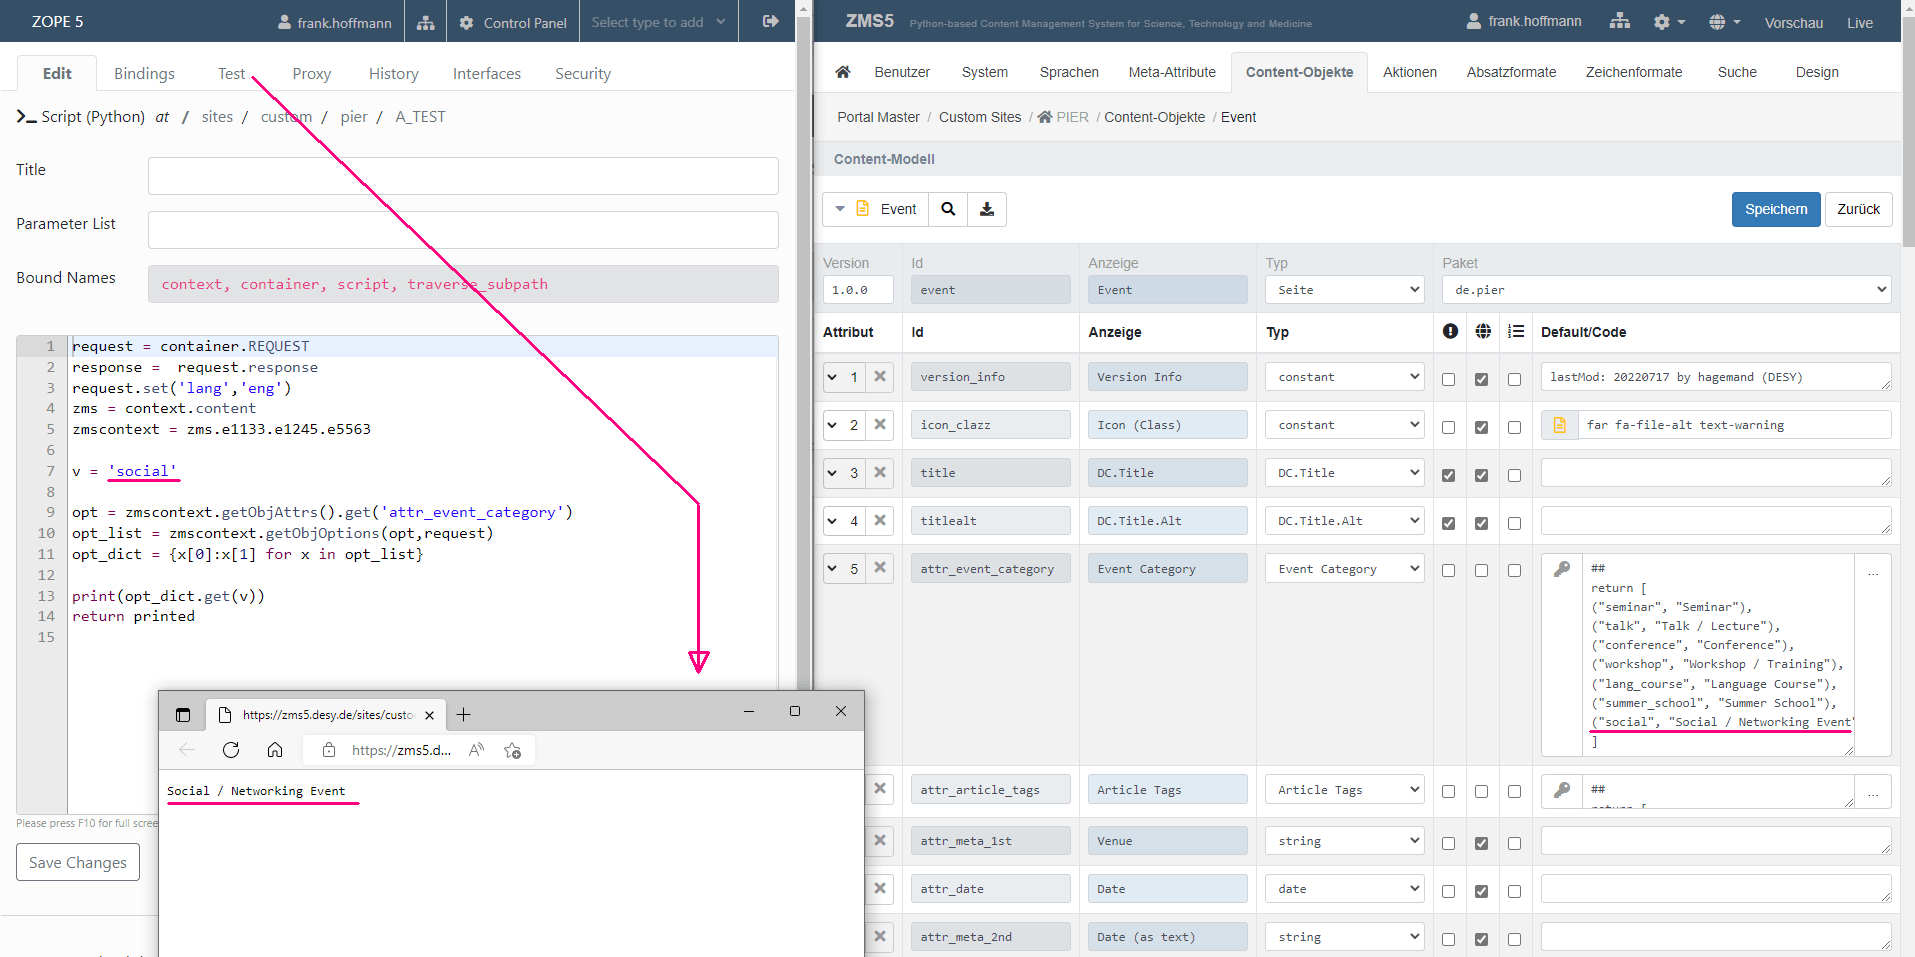 ZOPE 5
frank.hoffmann
Control Panel
Select type to add
Edit
Bindings
Test
Proxy
History
Interfaces
Security
Script (Python) at / sites / custom / pier / A_TEST
Title
Parameter List
Bound Names
context, container, script, traverse_subpath
1 request = container.REQUEST
2 response =  request.response
3 request.set('lang','eng')
4 zms = context.content
5 zmscontext = zms.e1133.e1245.e5563
6
7 v = 'social'
8
9 opt = zmscontext.getObjAttrs().get('attr_event_category')
10 opt_list = zmscontext.getObjOptions(opt,request)
11 opt_dict = {x[0]:x[1] for x in opt_list}
12
13 print(opt_dict.get(v))
14 return printed
15
Please press F10 for full scree
Save Changes
https://zms5.desy.de/sites/custo
https://zms5.d...
Social / Networking Event
ZMS5 Python-based Content Management System for Science, Technology and Medicine
frank.hoffmann
Vorschau
Live
Benutzer
System
Sprachen
Meta-Attribute
Content-Objekte
Aktionen
Absatzformate
Zeichenformate
Suche
Design
Portal Master / Custom Sites / PIER / Content-Objekte / Event
Content-Modell
Event
Speichern
Zurück
Version Id Anzeige Typ Paket
1.0.0 event Event Seite de.pier
Attribut Id Anzeige Typ Default/Code
1 version_info Version Info constant lastMod: 20220717 by hagemand (DESY)
2 icon_clazz Icon (Class) constant far fa-file-alt text-warning
3 title DC.Title DC.Title
4 titlealt DC.Title.Alt DC.Title.Alt
5 attr_event_category Event Category Event Category ## ...
return [
("seminar", "Seminar"),
("talk", "Talk / Lecture"),
("conference", "Conference"),
("workshop", "Workshop / Training"),
("lang_course", "Language Course"),
("summer_school", "Summer School"),
("social", "Social / Networking Event"
]
attr_article_tags Article Tags Article Tags ## ...
attr_meta_1st Venue string
attr_date Date date
attr_meta_2nd Date (as text) string